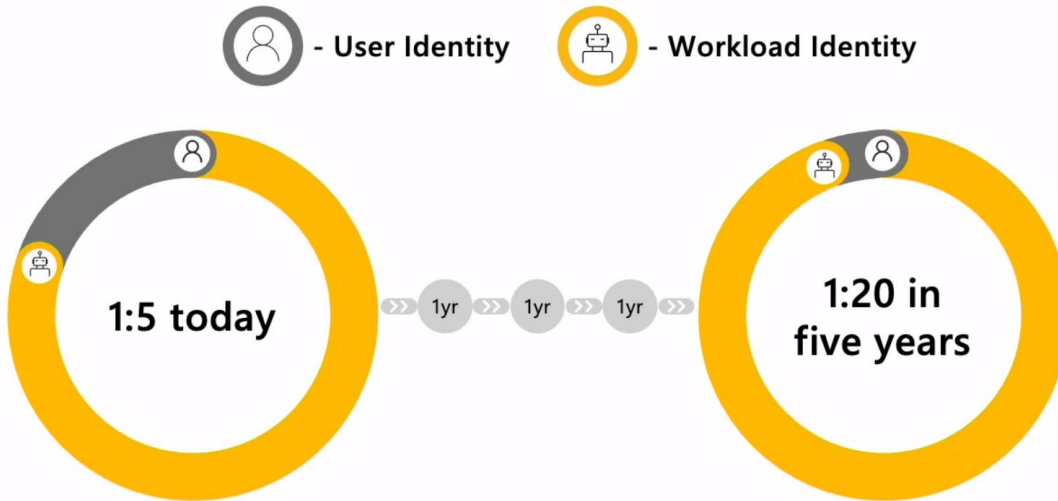 - User Identity
- Workload Identity
1:5 today
1yr
1yr
1yr
1:20 in
five years